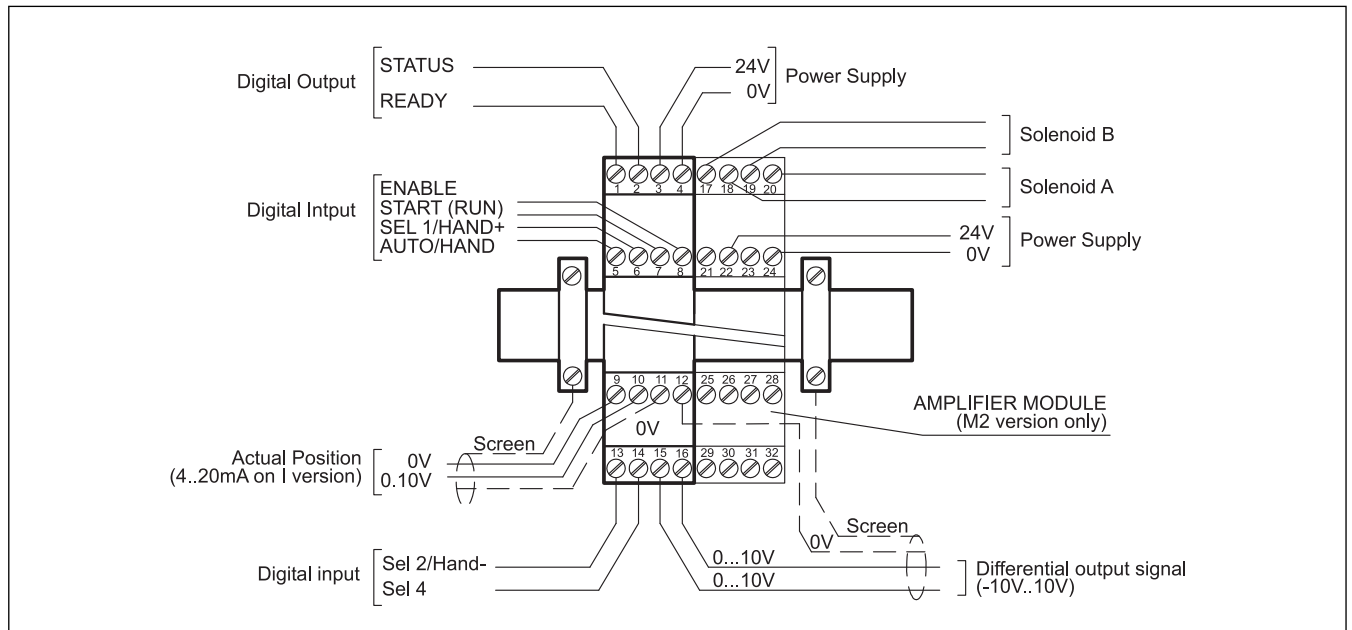 STATUS
Digital Output
READY
24V
0V
Power Supply
Solenoid B
Solenoid A
1 2 3 4 17 18 19 20
ENABLE
START (RUN)
Digital Intput
SEL 1/HAND+
AUTO/HAND
24V
0V
Power Supply
5 6 7 8 21 22 23 24
9 10 11 12 25 26 27 28
AMPLIFIER MODULE
(M2 version only)
0V
Screen
Actual Position
(4..20mA on I version)
0V
0.10V
13 14 15 16 29 30 31 32
Screen
0V
Digital input
Sel 2/Hand-
Sel 4
0...10V
0...10V
Differential output signal
(-10V..10V)